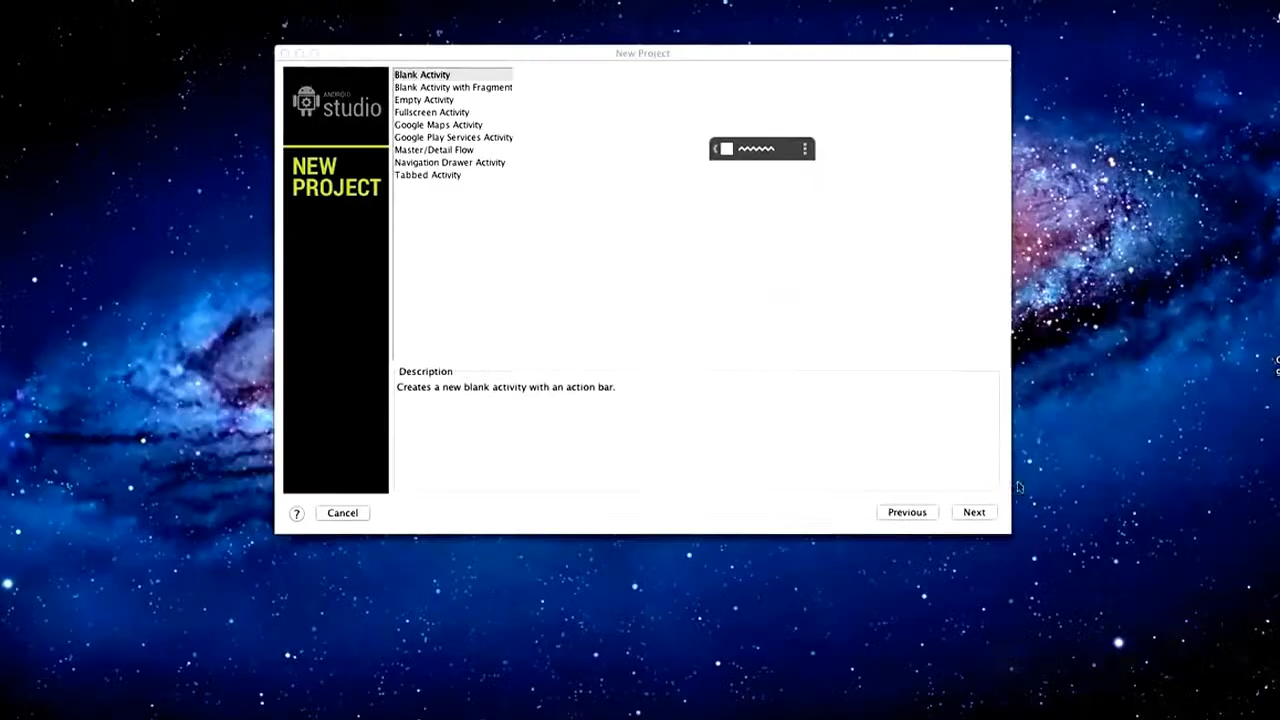 New Project
ANDROID
studio
NEW
PROJECT
Blank Activity
Blank Activity with Fragment
Empty Activity
Fullscreen Activity
Google Maps Activity
Google Play Services Activity
Master/Detail Flow
Navigation Drawer Activity
Tabbed Activity
Description
Creates a new blank activity with an action bar.
?
Cancel
Previous
Next